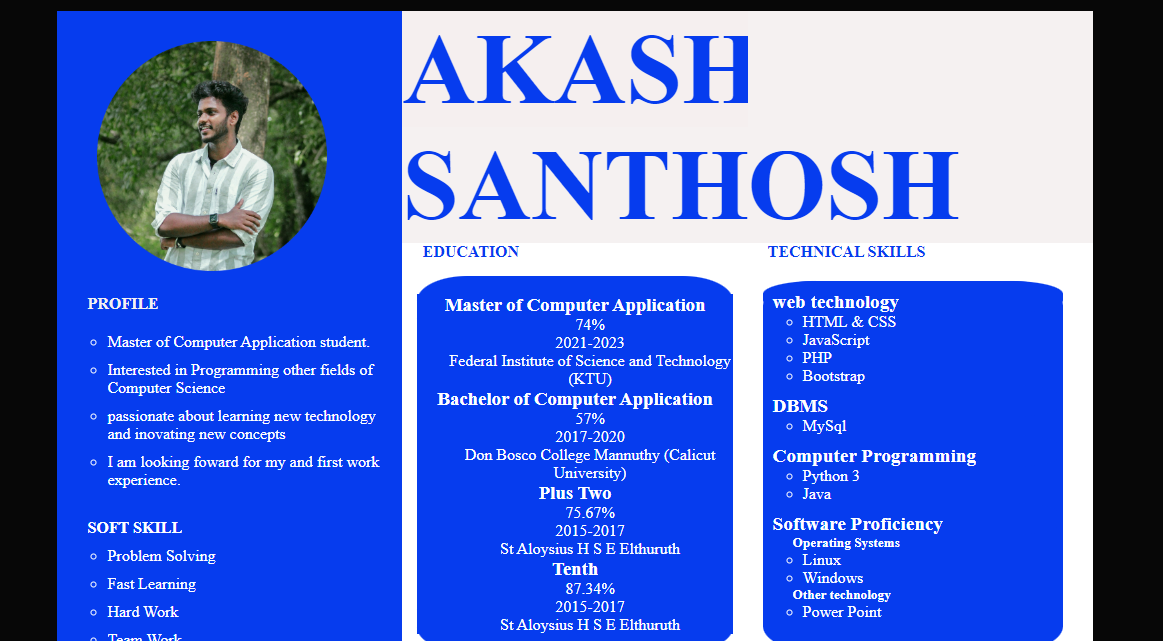 AKASH
SANTHOSH
PROFILE
Master of Computer Application student.
Interested in Programming other fields of
Computer Science
passionate about learning new technology
and inovating new concepts
I am looking foward for my and first work
experience.
SOFT SKILL
Problem Solving
Fast Learning
Hard Work
Team Work
EDUCATION
Master of Computer Application
74%
2021-2023
Federal Institute of Science and Technology
(KTU)
Bachelor of Computer Application
57%
2017-2020
Don Bosco College Mannuthy (Calicut
University)
Plus Two
75.67%
2015-2017
St Aloysius H S E Elthuruth
Tenth
87.34%
2015-2017
St Aloysius H S E Elthuruth
TECHNICAL SKILLS
web technology
HTML & CSS
JavaScript
PHP
Bootstrap
DBMS
MySql
Computer Programming
Python 3
Java
Software Proficiency
Operating Systems
Linux
Windows
Other technology
Power Point